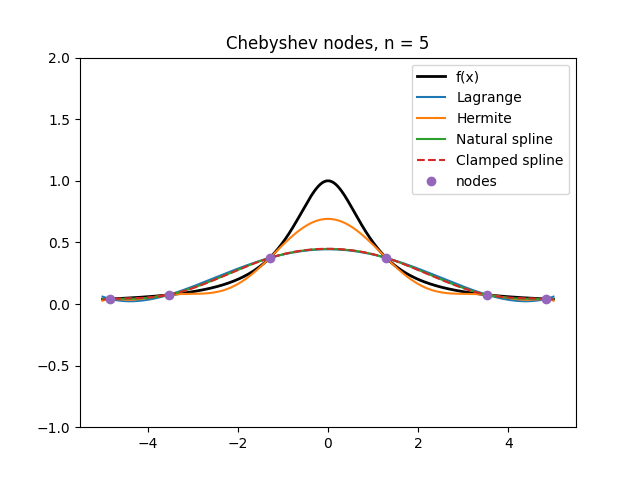 Chebyshev nodes, n = 5
2.0
1.5
1.0
0.5
0.0
−0.5
−1.0
f(x)
Lagrange
Hermite
Natural spline
Clamped spline
nodes
−4 −2 0 2 4